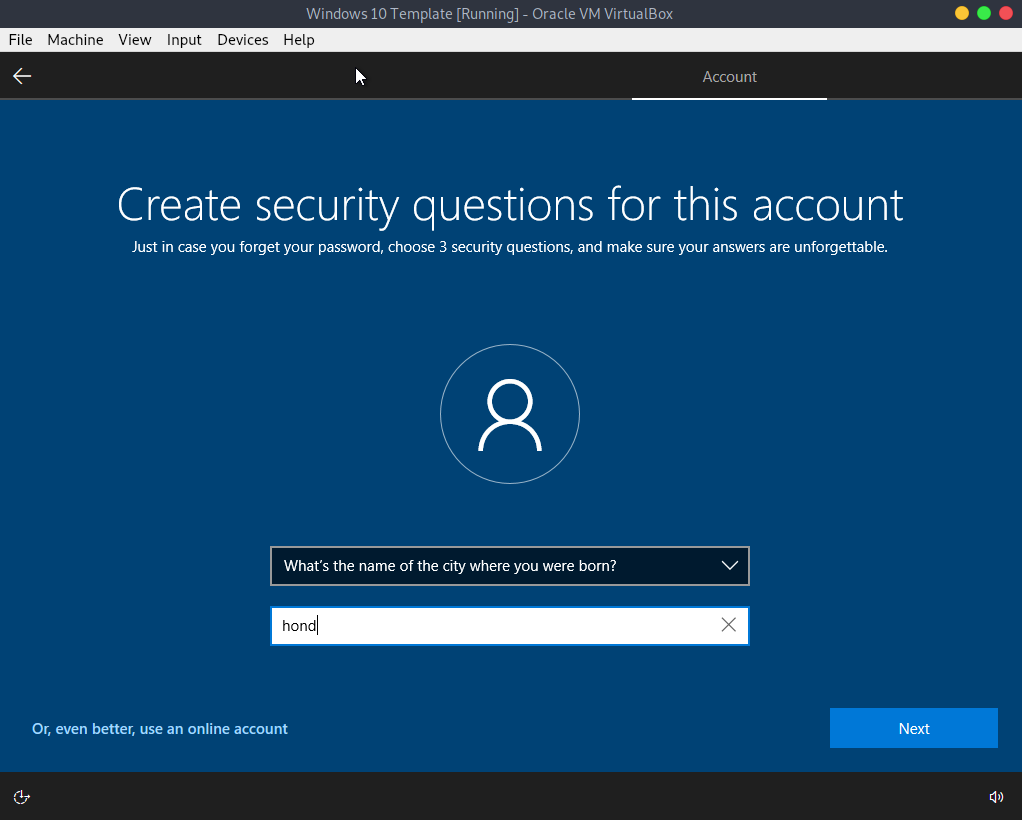 Windows 10 Template [Running] - Oracle VM VirtualBox
File Machine View Input Devices Help
Account
Create security questions for this account
Just in case you forget your password, choose 3 security questions, and make sure your answers are unforgettable.
What's the name of the city where you were born?
hond
Or, even better, use an online account
Next